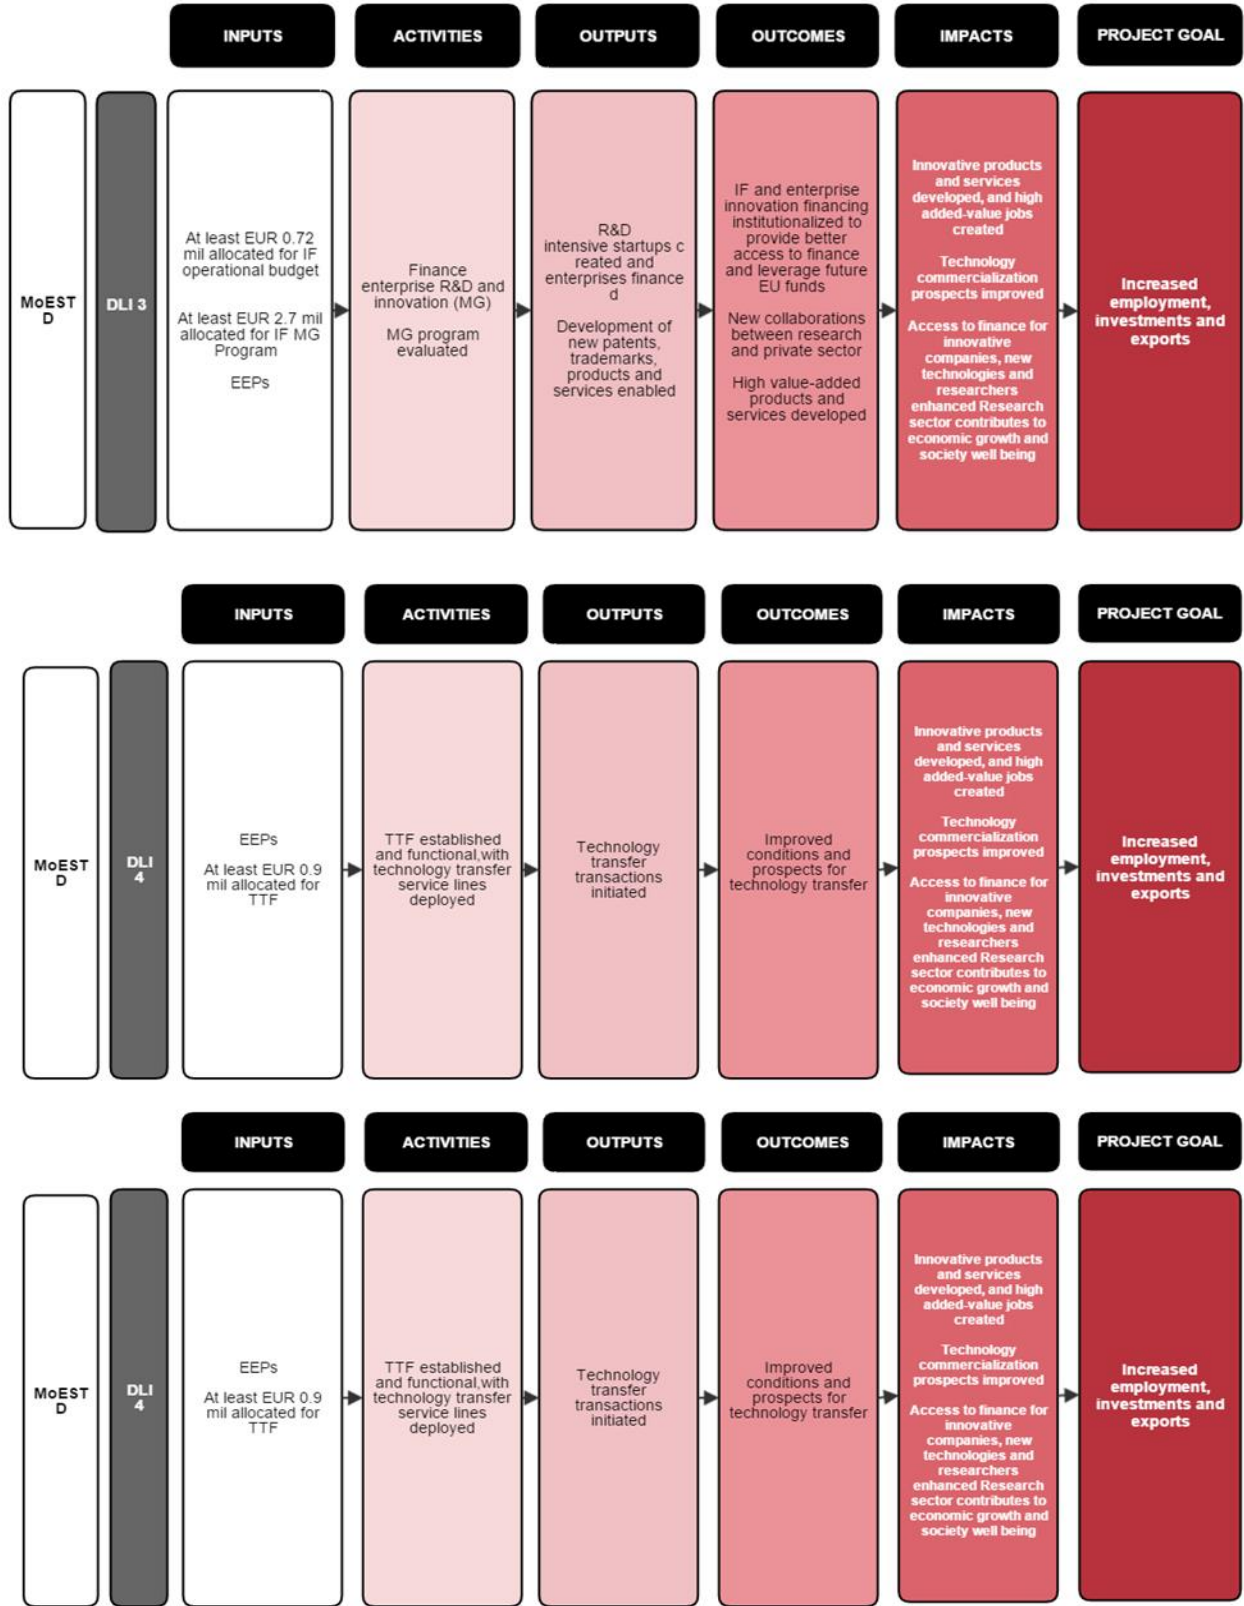 INPUTS
ACTIVITIES
OUTPUTS
OUTCOMES
IMPACTS
PROJECT GOAL
MoEST
D
DLI 3
At least EUR 0.72
mil allocated for IF
operational budget
At least EUR 2.7 mil
allocated for IF MG
Program
EEPs
Finance
enterprise R&D and
innovation (MG)
MG program
evaluated
R&D
intensive startups c
reated and
enterprises finance
d
Development of
new patents,
trademarks,
products and
services enabled
IF and enterprise
innovation financing
institutionalized to
provide better
access to finance
and leverage future
EU funds
New collaborations
between research
and private sector
High value-added
products and
services developed
Innovative products
and services
developed, and high
added-value jobs
created
Technology
commercialization
prospects improved
Access to finance for
innovative
companies, new
technologies and
researchers
enhanced Research
sector contributes to
economic growth and
society well being
Increased
employment,
investments and
exports
INPUTS
ACTIVITIES
OUTPUTS
OUTCOMES
IMPACTS
PROJECT GOAL
MoEST
D
DLI
4
EEPs
At least EUR 0.9
mil allocated for
TTF
TTF established
and functional,with
technology transfer
service lines
deployed
Technology
transfer
transactions
initiated
Improved
conditions and
prospects for
technology transfer
Innovative products
and services
developed, and high
added-value jobs
created
Technology
commercialization
prospects improved
Access to finance for
innovative
companies, new
technologies and
researchers
enhanced Research
sector contributes to
economic growth and
society well being
Increased
employment,
investments and
exports
INPUTS
ACTIVITIES
OUTPUTS
OUTCOMES
IMPACTS
PROJECT GOAL
MoEST
D
DLI
4
EEPs
At least EUR 0.9
mil allocated for
TTF
TTF established
and functional,with
technology transfer
service lines
deployed
Technology
transfer
transactions
initiated
Improved
conditions and
prospects for
technology transfer
Innovative products
and services
developed, and high
added-value jobs
created
Technology
commercialization
prospects improved
Access to finance for
innovative
companies, new
technologies and
researchers
enhanced Research
sector contributes to
economic growth and
society well being
Increased
employment,
investments and
exports